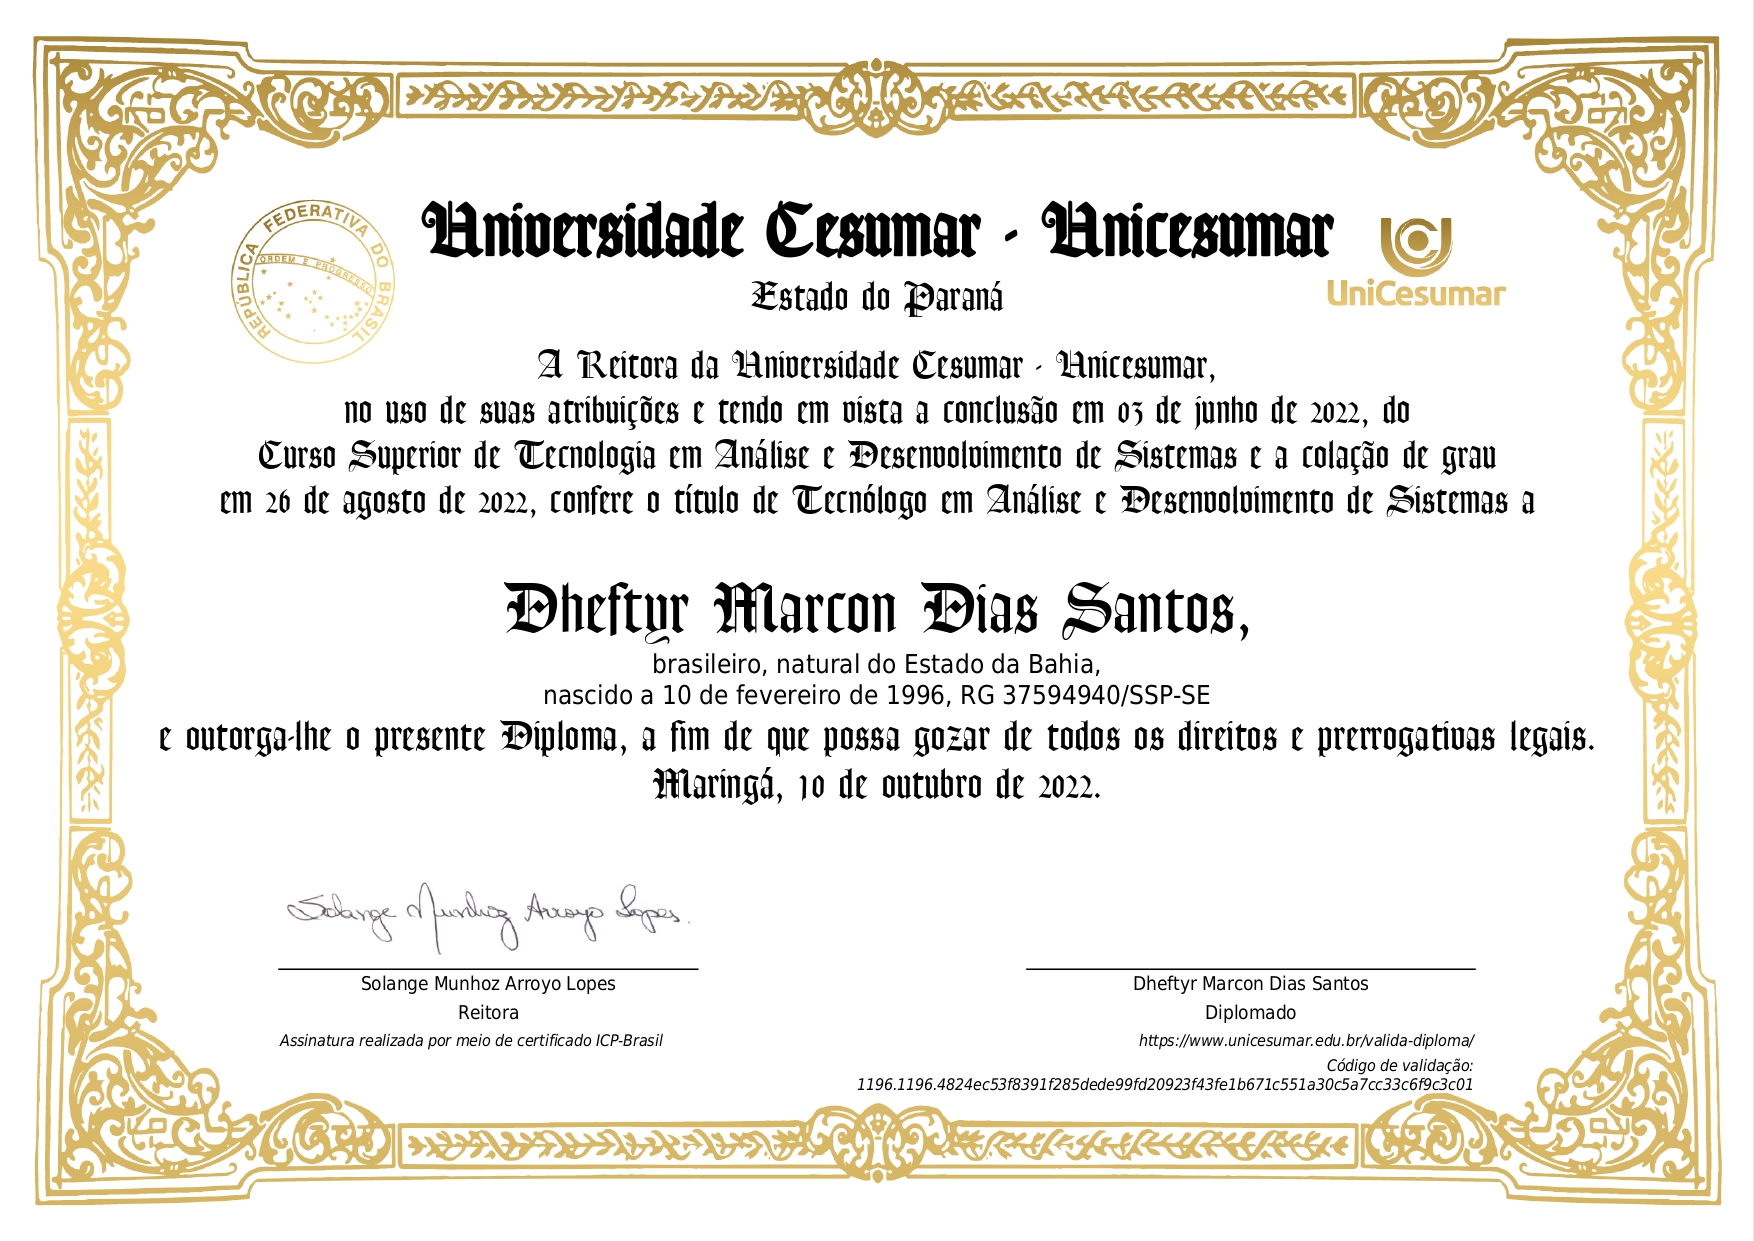 REPÚBLICA FEDERATIVA DO BRASIL
ORDEM E PROGRESSO
Universidade Cesumar - Unicesumar
UniCesumar
Estado do Paraná
A Reitora da Universidade Cesumar - Unicesumar,
no uso de suas atribuições e tendo em vista a conclusão em 03 de junho de 2022, do
Curso Superior de Tecnologia em Análise e Desenvolvimento de Sistemas e a colação de grau
em 26 de agosto de 2022, confere o título de Tecnólogo em Análise e Desenvolvimento de Sistemas a
Dheftyr Marcon Dias Santos,
brasileiro, natural do Estado da Bahia,
nascido a 10 de fevereiro de 1996, RG 37594940/SSP-SE
e outorga-lhe o presente Diploma, a fim de que possa gozar de todos os direitos e prerrogativas legais.
Maringá, 10 de outubro de 2022.
Solange Munhoz Arroyo Lopes.
Solange Munhoz Arroyo Lopes
Reitora
Assinatura realizada por meio de certificado ICP-Brasil
Dheftyr Marcon Dias Santos
Diplomado
https://www.unicesumar.edu.br/valida-diploma/
Código de validação:
1196.1196.4824ec53f8391f285dede99fd20923f43fe1b671c551a30c5a7cc33c6f9c3c01